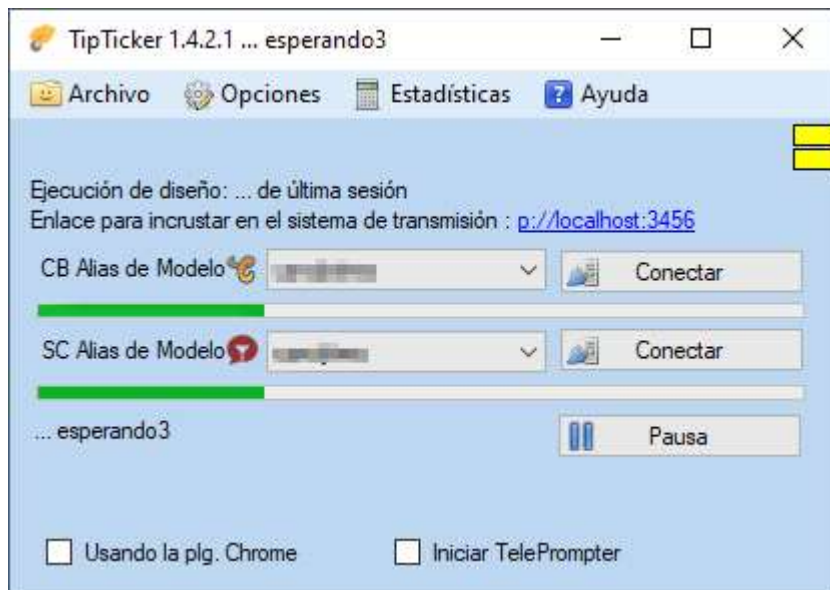 TipTicker 1.4.2.1 ... esperando3
Archivo Opciones Estadísticas Ayuda
Ejecución de diseño: ... de última sesión
Enlace para incrustar en el sistema de transmisión : p://localhost:3456
CB Alias de Modelo Conectar
SC Alias de Modelo Conectar
... esperando3 Pausa
Usando la plg. Chrome Iniciar TelePrompter